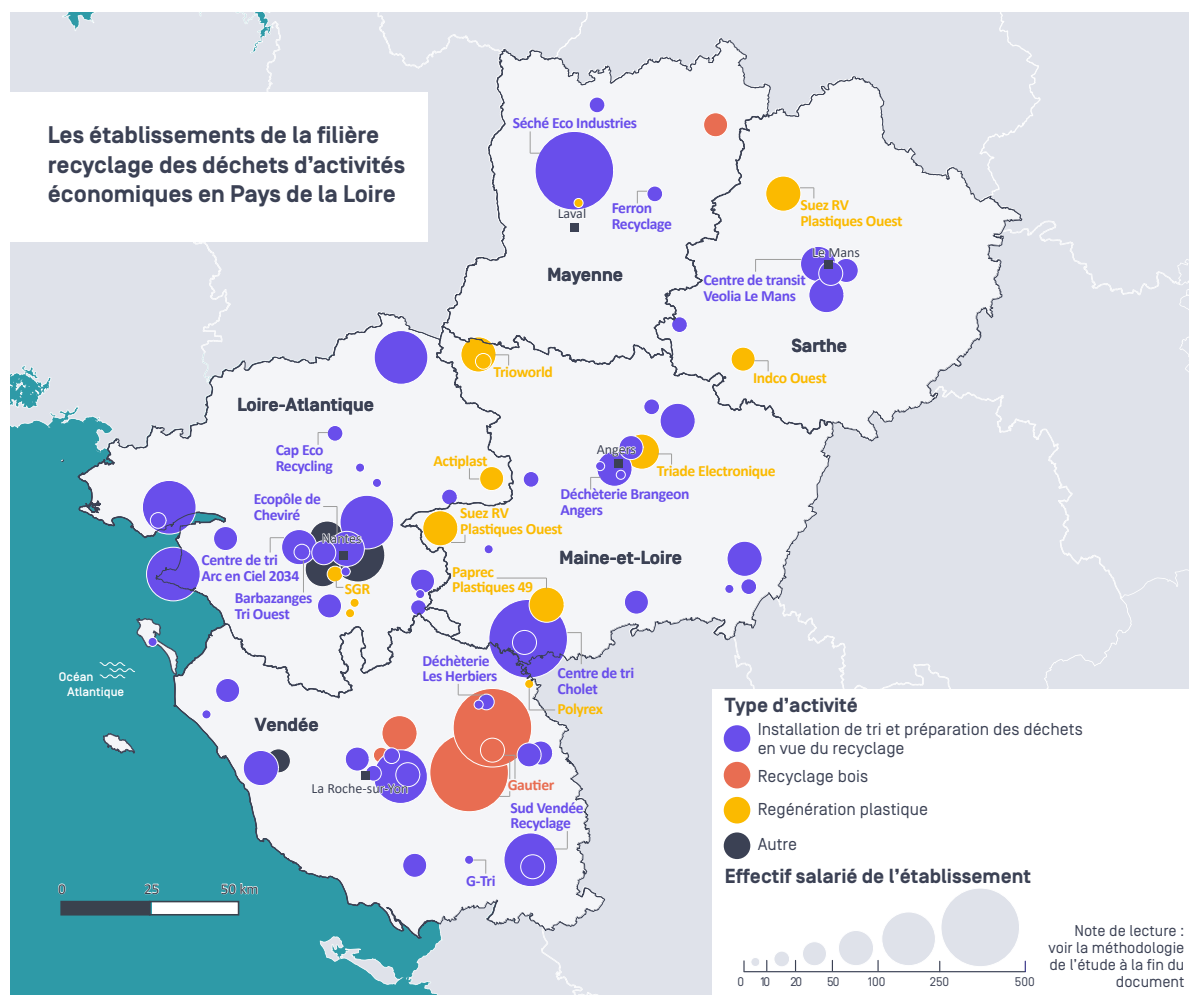 Les établissements de la filière
recyclage des déchets d'activités
économiques en Pays de la Loire
Séché Eco Industries
Laval
Ferron
Recyclage
Mayenne
Suez RV
Plastiques Ouest
Le Mans
Centre de transit
Veolia Le Mans
Sarthe
Indco Ouest
Trioworld
Loire-Atlantique
Cap Eco
Recycling
Actiplast
Angers
Triade Electronique
Déchèterie Brangeon
Angers
Ecopôle de
Cheviré
Suez RV
Plastiques Ouest
Nantes
Centre de tri
Arc en Ciel 2034
Maine-et-Loire
Paprec
Plastiques 49
SGR
Barbazanges
Tri Ouest
Océan
Atlantique
Déchèterie
Les Herbiers
Centre de tri
Cholet
Polyrex
Vendée
La Roche-sur-Yon
Gautier
Sud Vendée
Recyclage
G-Tri
0 25 50 km
Type d'activité
Installation de tri et préparation des déchets
en vue du recyclage
Recyclage bois
Regénération plastique
Autre
Effectif salarié de l'établissement
0 10 20 50 100 250 500
Note de lecture :
voir la méthodologie
de l'étude à la fin du
document